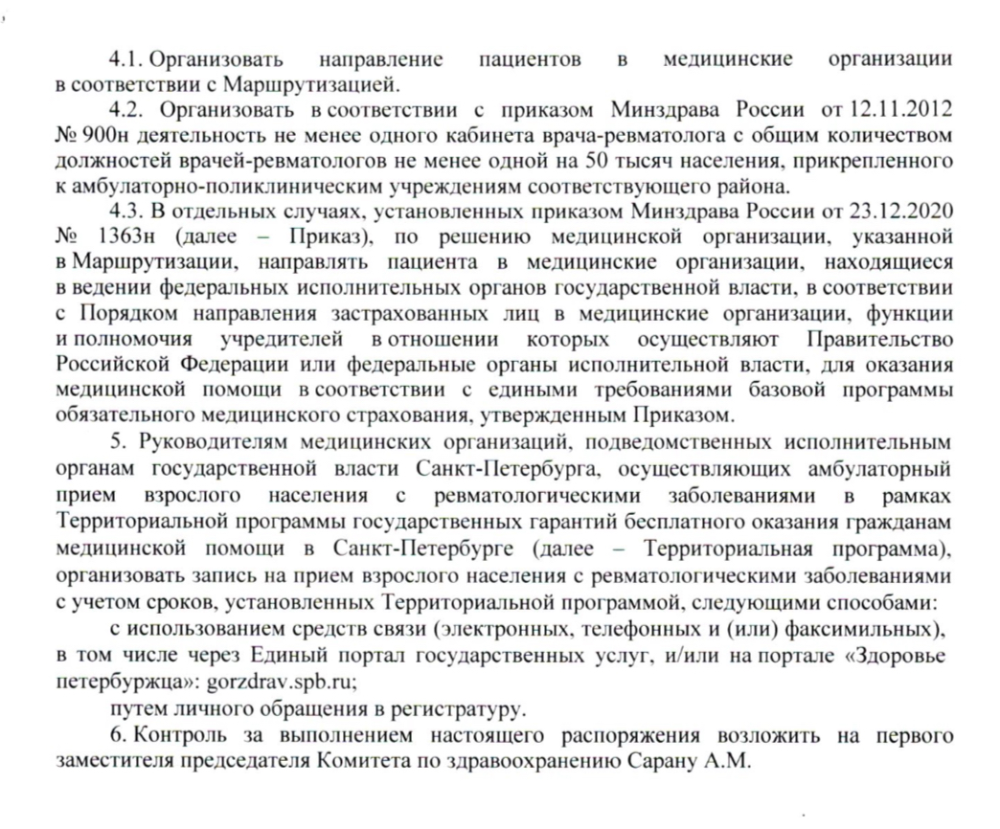 4.1. Организовать направление пациентов в медицинские организации
в соответствии с Маршрутизацией.
4.2. Организовать в соответствии с приказом Минздрава России от 12.11.2012
№ 900н деятельность не менее одного кабинета врача-ревматолога с общим количеством
должностей врачей-ревматологов не менее одной на 50 тысяч населения, прикрепленного
к амбулаторно-поликлиническим учреждениям соответствующего района.
4.3. В отдельных случаях, установленных приказом Минздрава России от 23.12.2020
№ 1363н (далее – Приказ), по решению медицинской организации, указанной
в Маршрутизации, направлять пациента в медицинские организации, находящиеся
в ведении федеральных исполнительных органов государственной власти, в соответствии
с Порядком направления застрахованных лиц в медицинские организации, функции
и полномочия учредителей в отношении которых осуществляют Правительство
Российской Федерации или федеральные органы исполнительной власти, для оказания
медицинской помощи в соответствии с едиными требованиями базовой программы
обязательного медицинского страхования, утвержденным Приказом.
5. Руководителям медицинских организаций, подведомственных исполнительным
органам государственной власти Санкт-Петербурга, осуществляющих амбулаторный
прием взрослого населения с ревматологическими заболеваниями в рамках
Территориальной программы государственных гарантий бесплатного оказания гражданам
медицинской помощи в Санкт-Петербурге (далее – Территориальная программа),
организовать запись на прием взрослого населения с ревматологическими заболеваниями
с учетом сроков, установленных Территориальной программой, следующими способами:
с использованием средств связи (электронных, телефонных и (или) факсимильных),
в том числе через Единый портал государственных услуг, и/или на портале «Здоровье
петербуржца»: gorzdrav.spb.ru;
путем личного обращения в регистратуру.
6. Контроль за выполнением настоящего распоряжения возложить на первого
заместителя председателя Комитета по здравоохранению Сарану А.М.